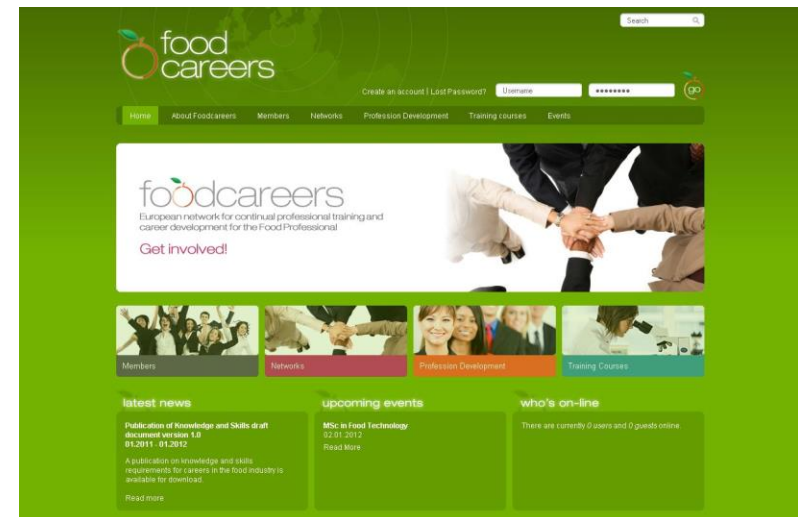 Search
food
careers
Create an account | Lost Password?
Username
••••••••
go
Home About Foodcareers Members Networks Profession Development Training courses Events
foodcareers
European network for continual professional training and
career development for the Food Professional
Get involved!
Members
Networks
Profession Development
Training Courses
latest news
Publication of Knowledge and Skills draft
document version 1.0
01.2011 - 01.2012
A publication on knowledge and skills
requirements for careers in the food industry is
available for download.
Read more
upcoming events
MSc in Food Technology
02.01.2012
Read More
who's on-line
There are currently 0 users and 0 guests online.